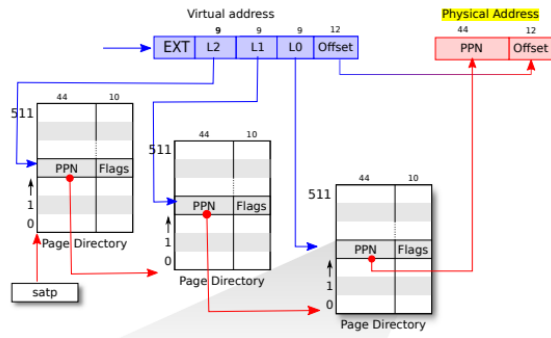 Virtual address
Physical Address
9 9 9 12
44 12
EXT L2 L1 L0 Offset
PPN Offset
44 10
511
PPN Flags
1
0
Page Directory
satp
44 10
511
PPN Flags
1
0
Page Directory
44 10
511
PPN Flags
1
0
Page Directory